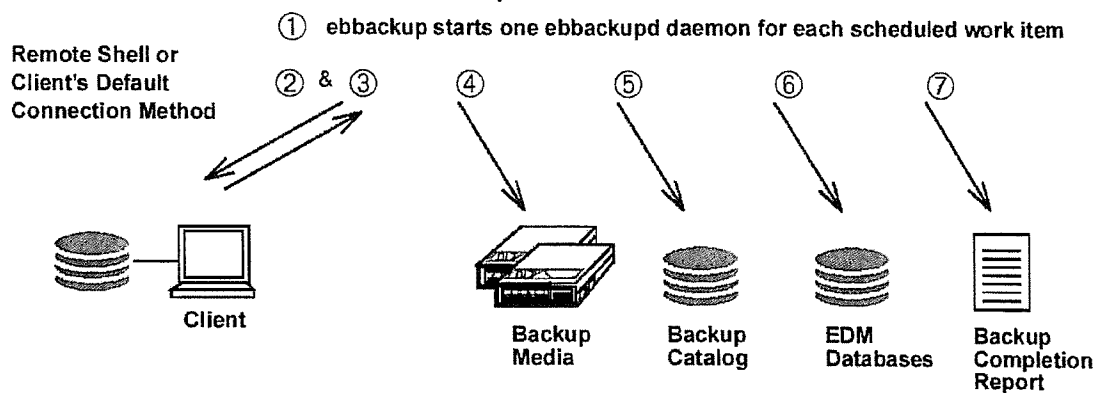 ① ebbackup starts one ebbackupd daemon for each scheduled work item
Remote Shell or
Client's Default
Connection Method
② & ③ ④ ⑤ ⑥ ⑦
Client
Backup
Media
Backup
Catalog
EDM
Databases
Backup
Completion
Report